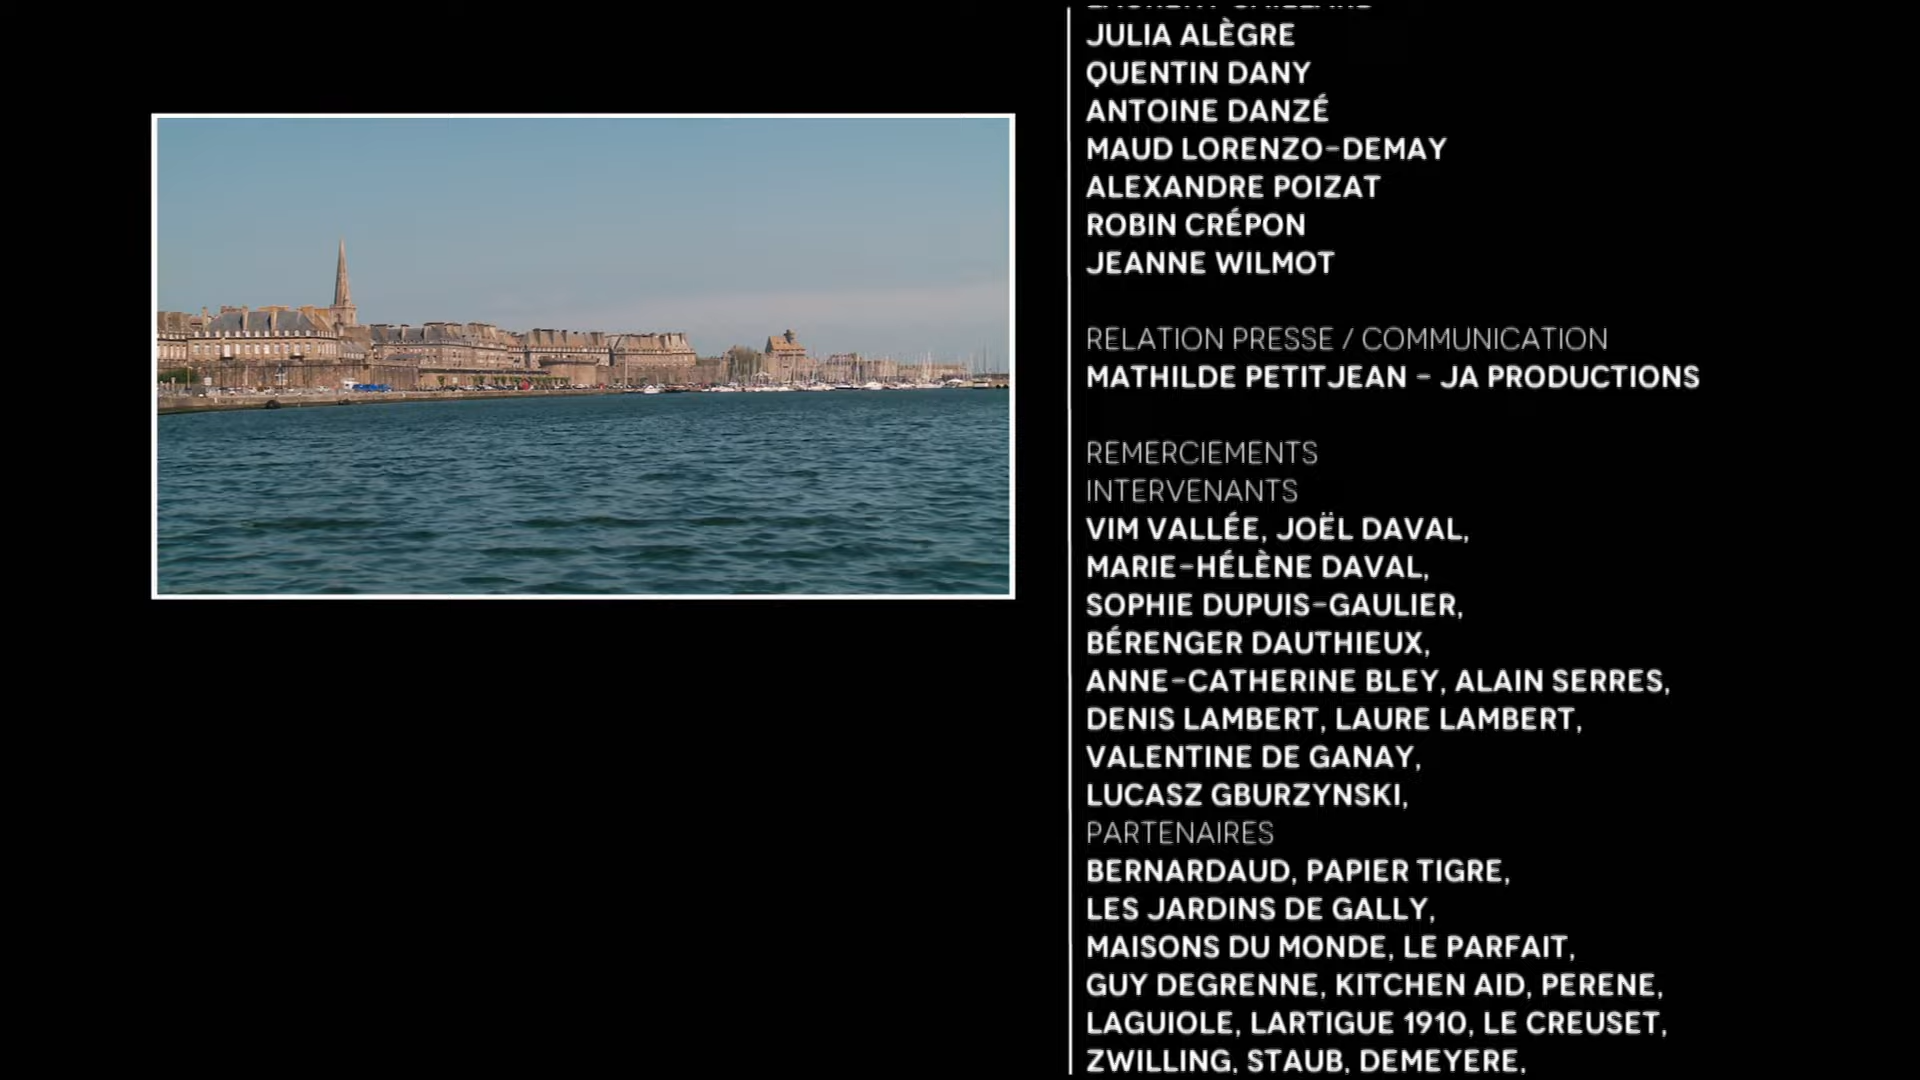 JULIA ALÈGRE
QUENTIN DANY
ANTOINE DANZÉ
MAUD LORENZO-DEMAY
ALEXANDRE POIZAT
ROBIN CRÉPON
JEANNE WILMOT
RELATION PRESSE / COMMUNICATION
MATHILDE PETITJEAN - JA PRODUCTIONS
REMERCIEMENTS
INTERVENANTS
VIM VALLÉE, JOËL DAVAL,
MARIE-HÉLÈNE DAVAL,
SOPHIE DUPUIS-GAULIER,
BÉRENGER DAUTHIEUX,
ANNE-CATHERINE BLEY, ALAIN SERRES,
DENIS LAMBERT, LAURE LAMBERT,
VALENTINE DE GANAY,
LUCASZ GBURZYNSKI,
PARTENAIRES
BERNARDAUD, PAPIER TIGRE,
LES JARDINS DE GALLY,
MAISONS DU MONDE, LE PARFAIT,
GUY DEGRENNE, KITCHEN AID, PERENE,
LAGUIOLE, LARTIGUE 1910, LE CREUSET,
ZWILLING, STAUB, DEMEYERE,